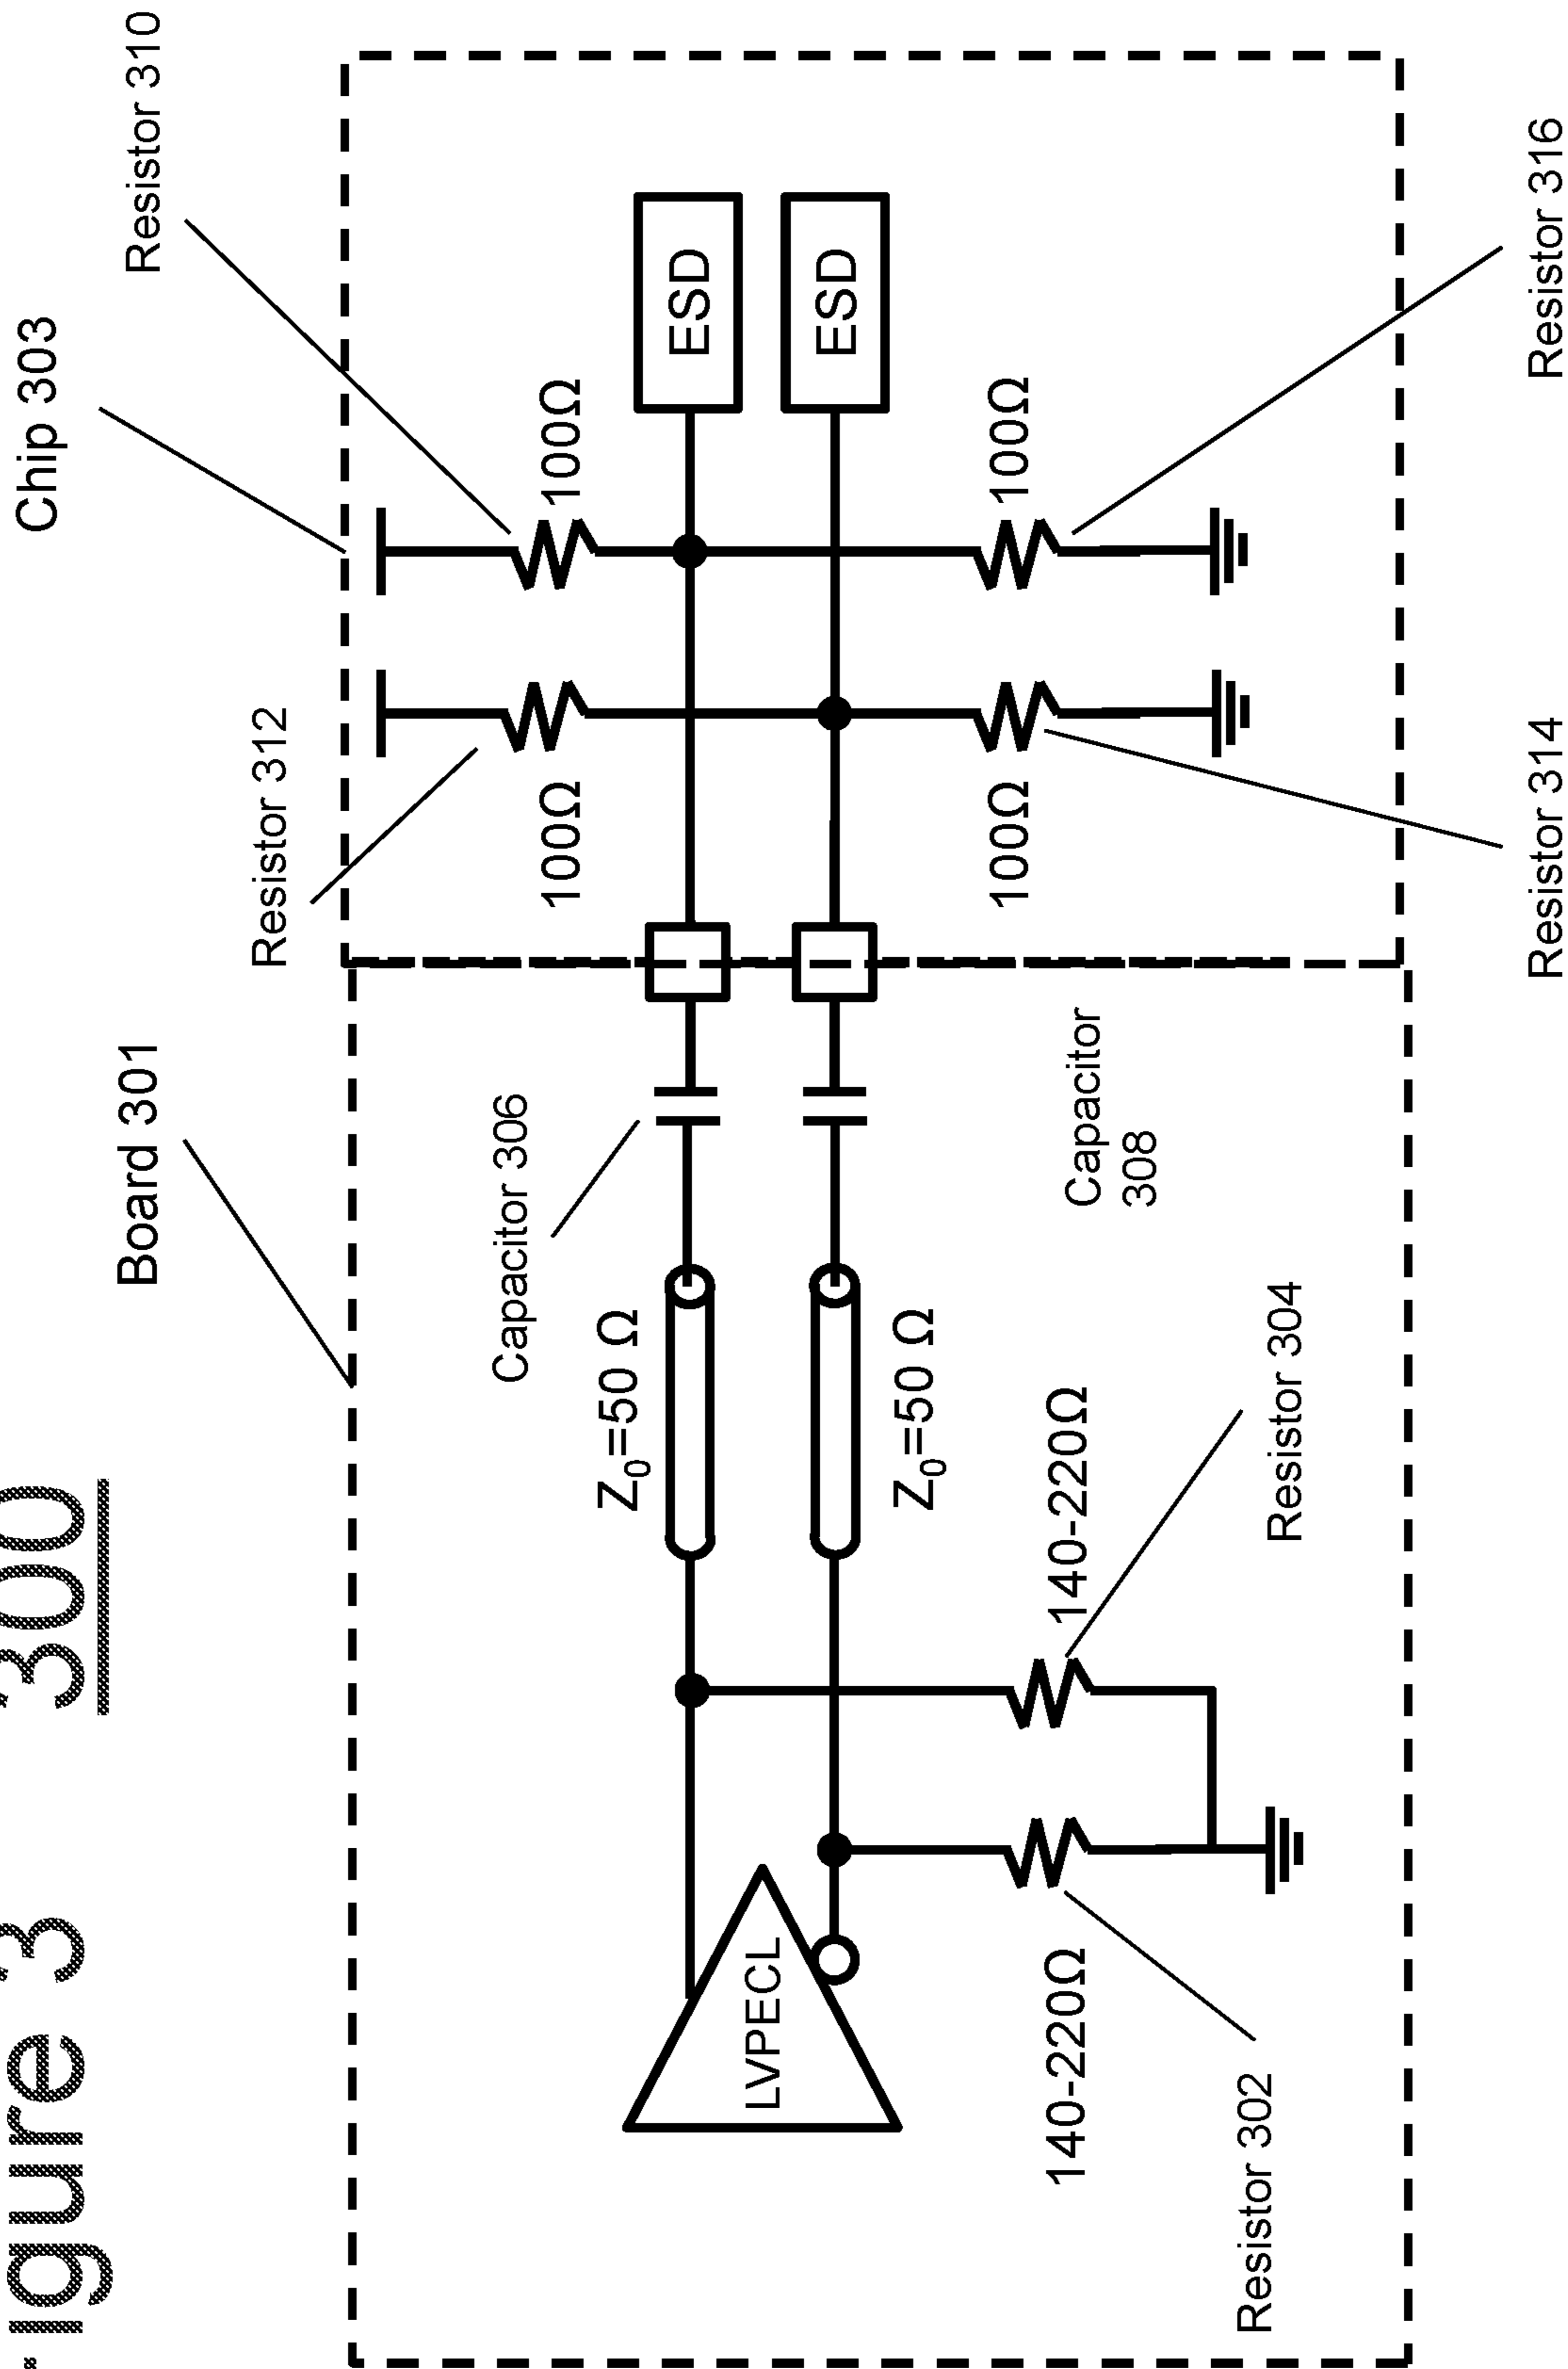 Figure 3 300
Chip 303
Board 301
Resistor 310
Resistor 312
Capacitor 306
100Ω
100Ω
Z0=50 Ω
ESD
ESD
LVPECL
Z0=50 Ω
100Ω
100Ω
140-220Ω
140-220Ω
Capacitor
308
Resistor 302
Resistor 304
Resistor 314
Resistor 316